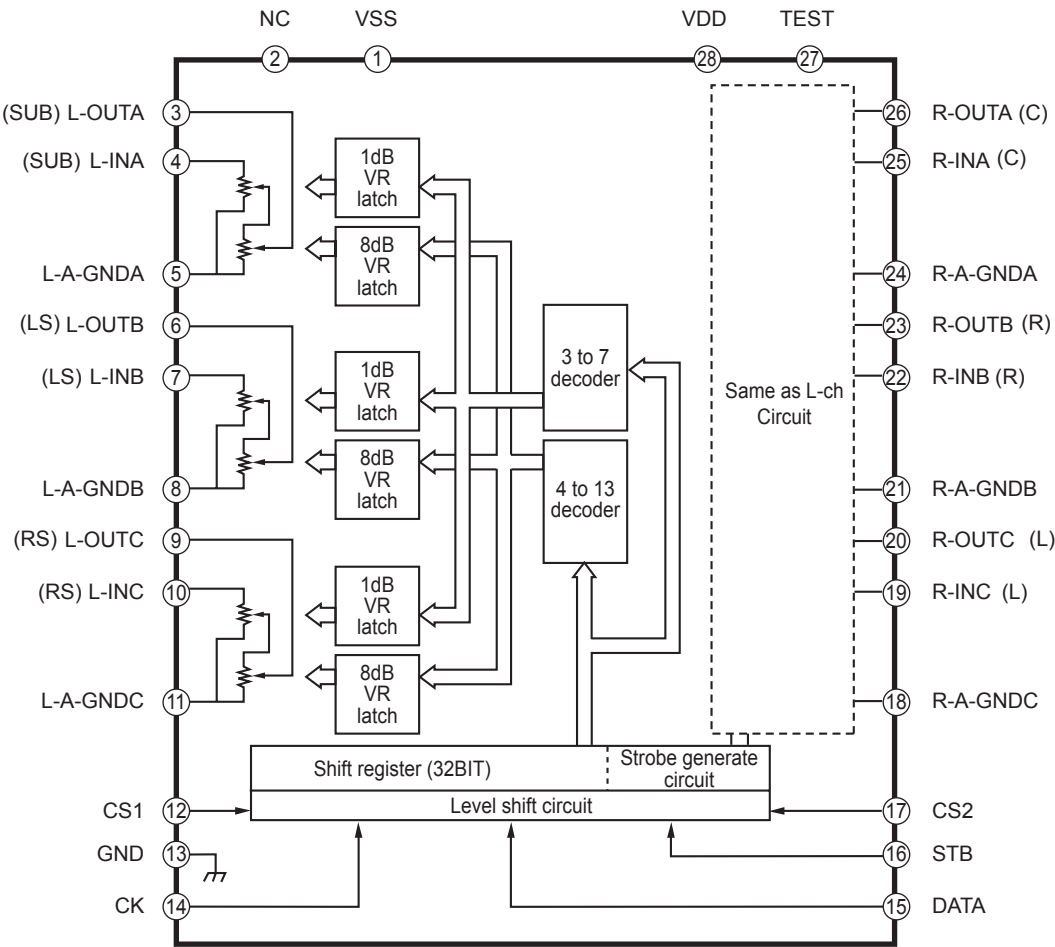 NC
VSS
VDD
TEST
2
1
28
27
(SUB) L-OUTA
3
26
R-OUTA (C)
(SUB) L-INA
4
25
R-INA (C)
1dB
VR
latch
8dB
VR
latch
L-A-GNDA
5
24
R-A-GNDA
(LS) L-OUTB
6
23
R-OUTB (R)
(LS) L-INB
7
22
R-INB (R)
1dB
VR
latch
3 to 7
decoder
Same as L-ch
Circuit
8dB
VR
latch
4 to 13
decoder
L-A-GNDB
8
21
R-A-GNDB
(RS) L-OUTC
9
20
R-OUTC (L)
(RS) L-INC
10
19
R-INC (L)
1dB
VR
latch
8dB
VR
latch
L-A-GNDC
11
18
R-A-GNDC
Shift register (32BIT)
Strobe generate
circuit
Level shift circuit
CS1
12
17
CS2
GND
13
16
STB
CK
14
15
DATA